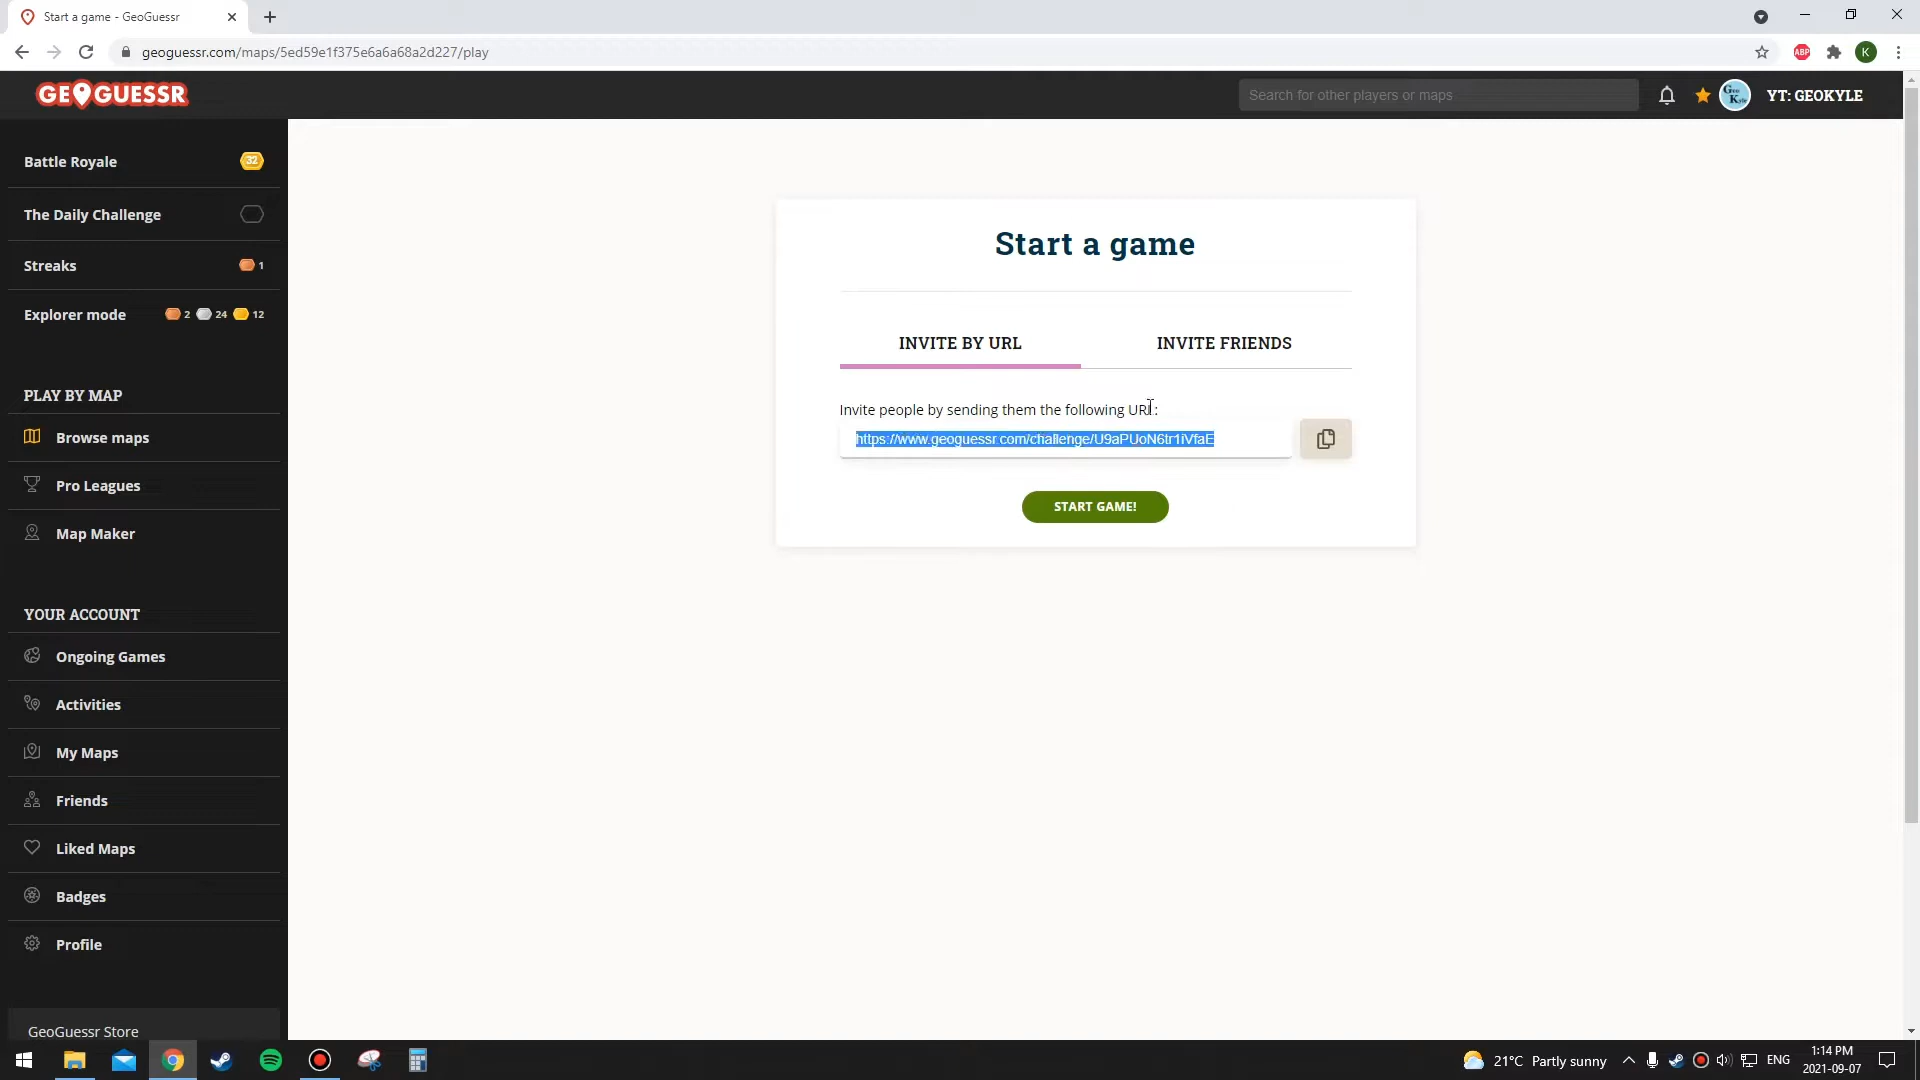 Start a game - GeoGuessr
geoguessr.com/maps/5ed59e1f375e6a6a68a2d227/play
ABP
K
GEOGUESSR
Search for other players or maps
Geo
Kyle
YT: GEOKYLE
Battle Royale
32
The Daily Challenge
Streaks
1
Explorer mode
2
24
12
PLAY BY MAP
Browse maps
Pro Leagues
Map Maker
YOUR ACCOUNT
Ongoing Games
Activities
My Maps
Friends
Liked Maps
Badges
Profile
GeoGuessr Store
Start a game
INVITE BY URL
INVITE FRIENDS
Invite people by sending them the following URL:
https://www.geoguessr.com/challenge/U9aPUoN6tr1iVfaE
START GAME!
21°C Partly sunny
ENG
1:14 PM
2021-09-07